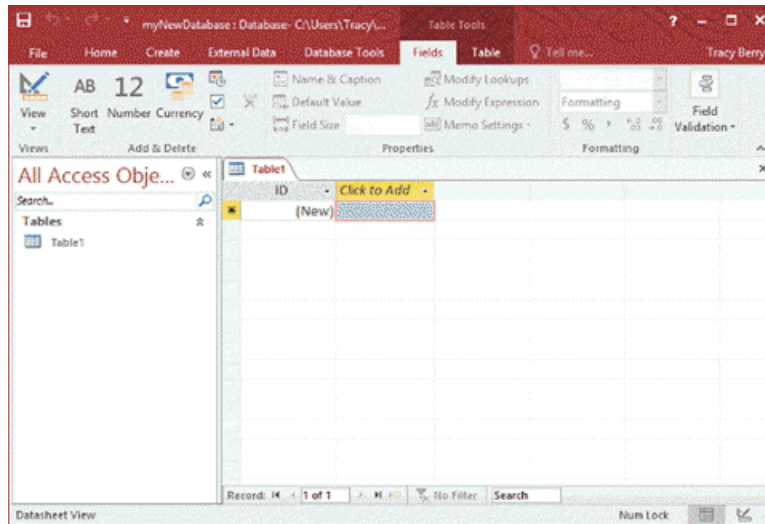 myNewDatabase : Database- C:\Users\Tracy\... Table Tools ?
File Home Create External Data Database Tools Fields Table Tell me... Tracy Berry
AB 12 Name & Caption Modify Lookups
View Short Text Number Currency Default Value fx Modify Expression Formatting Field Validation
Field Size ab Memo Settings $ % ,
Views Add & Delete Properties Formatting
All Access Obje... « Table1
Search... ID Click to Add
Tables (New)
Table1
Record: 1 of 1 No Filter Search
Datasheet View Num Lock